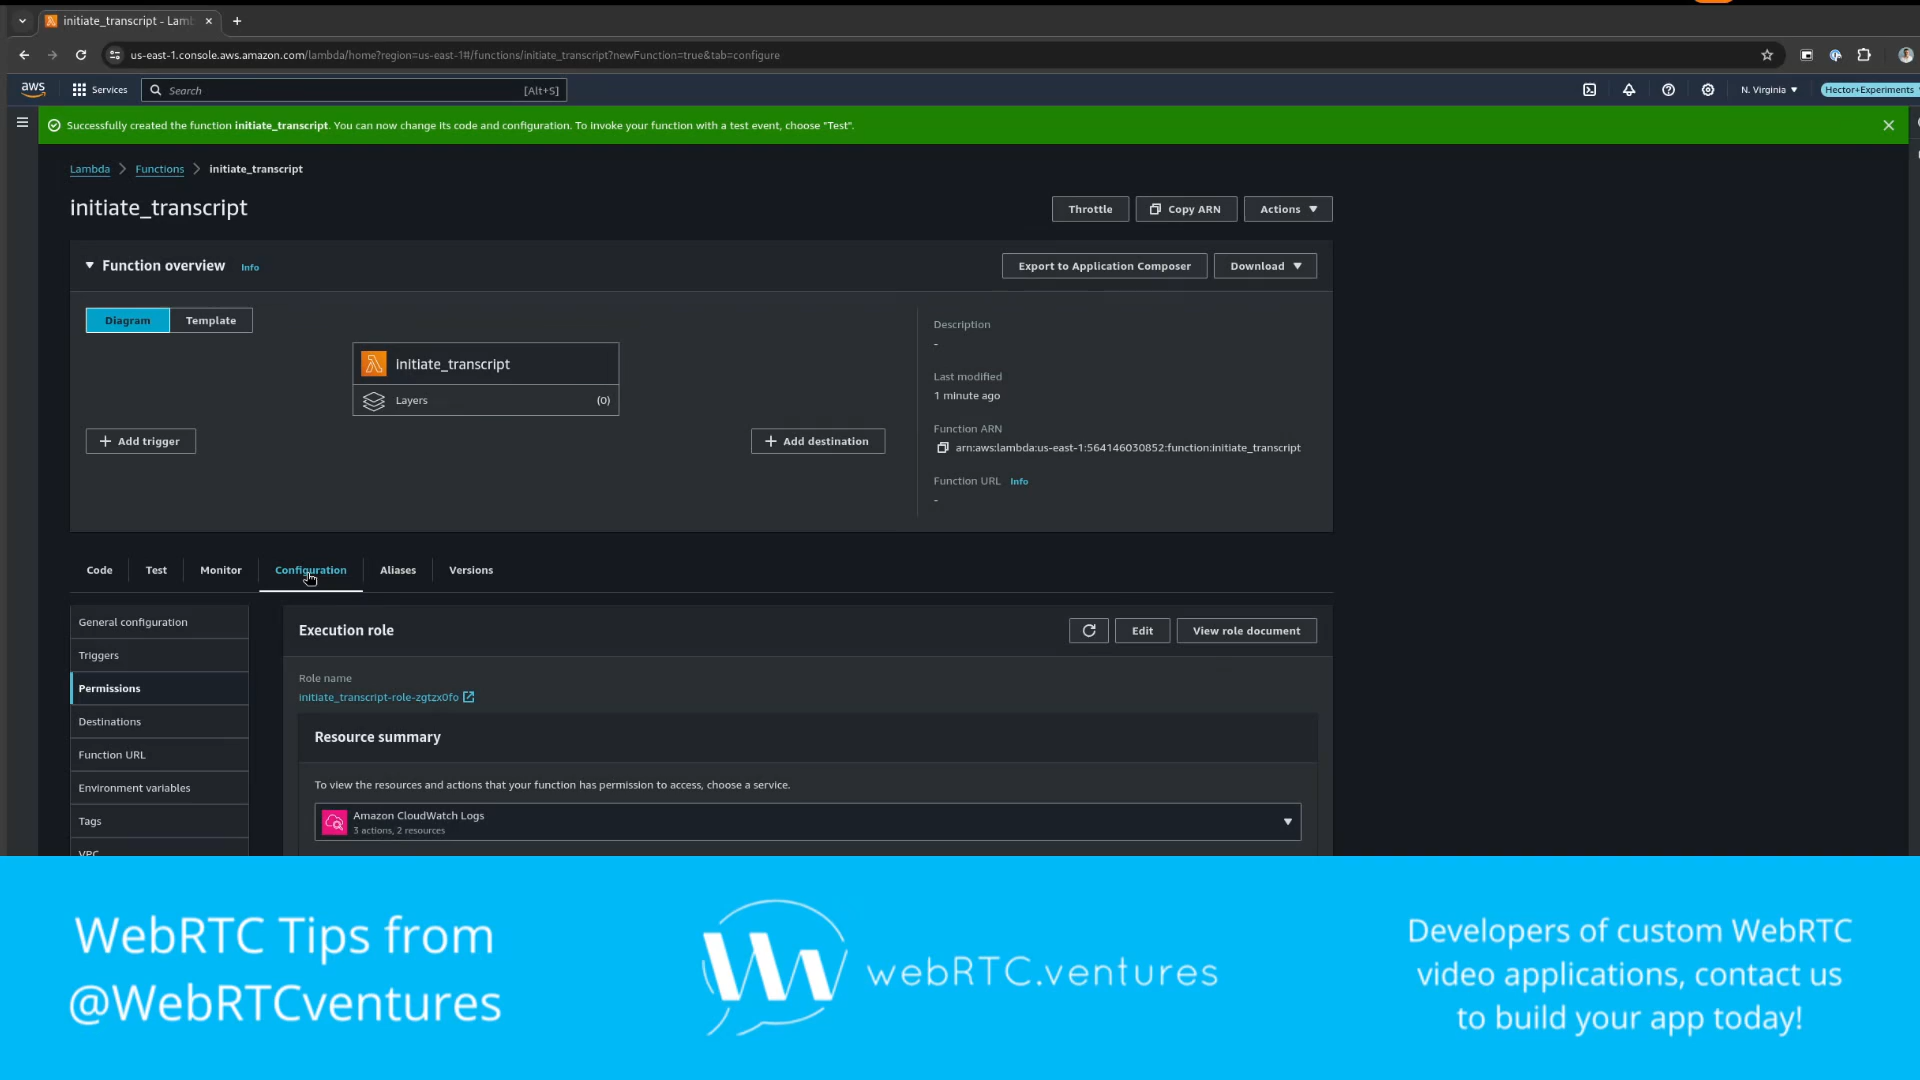 initiate_transcript - Lam
us-east-1.console.aws.amazon.com/lambda/home?region=us-east-1#/functions/initiate_transcript?newFunction=true&tab=configure
aws
Services
Search
[Alt+S]
N. Virginia
Hector+Experiments
Successfully created the function initiate_transcript. You can now change its code and configuration. To invoke your function with a test event, choose "Test".
Lambda
Functions
initiate_transcript
initiate_transcript
Throttle
Copy ARN
Actions
Function overview
Info
Export to Application Composer
Download
Diagram
Template
initiate_transcript
Layers
(0)
Add trigger
Add destination
Description
-
Last modified
1 minute ago
Function ARN
arn:aws:lambda:us-east-1:564146030852:function:initiate_transcript
Function URL
Info
-
Code
Test
Monitor
Configuration
Aliases
Versions
General configuration
Triggers
Permissions
Destinations
Function URL
Environment variables
Tags
VPC
Execution role
Edit
View role document
Role name
initiate_transcript-role-zgtzx0fo
Resource summary
To view the resources and actions that your function has permission to access, choose a service.
Amazon CloudWatch Logs
3 actions, 2 resources
WebRTC Tips from
@WebRTCventures
webRTC.ventures
Developers of custom WebRTC
video applications, contact us
to build your app today!